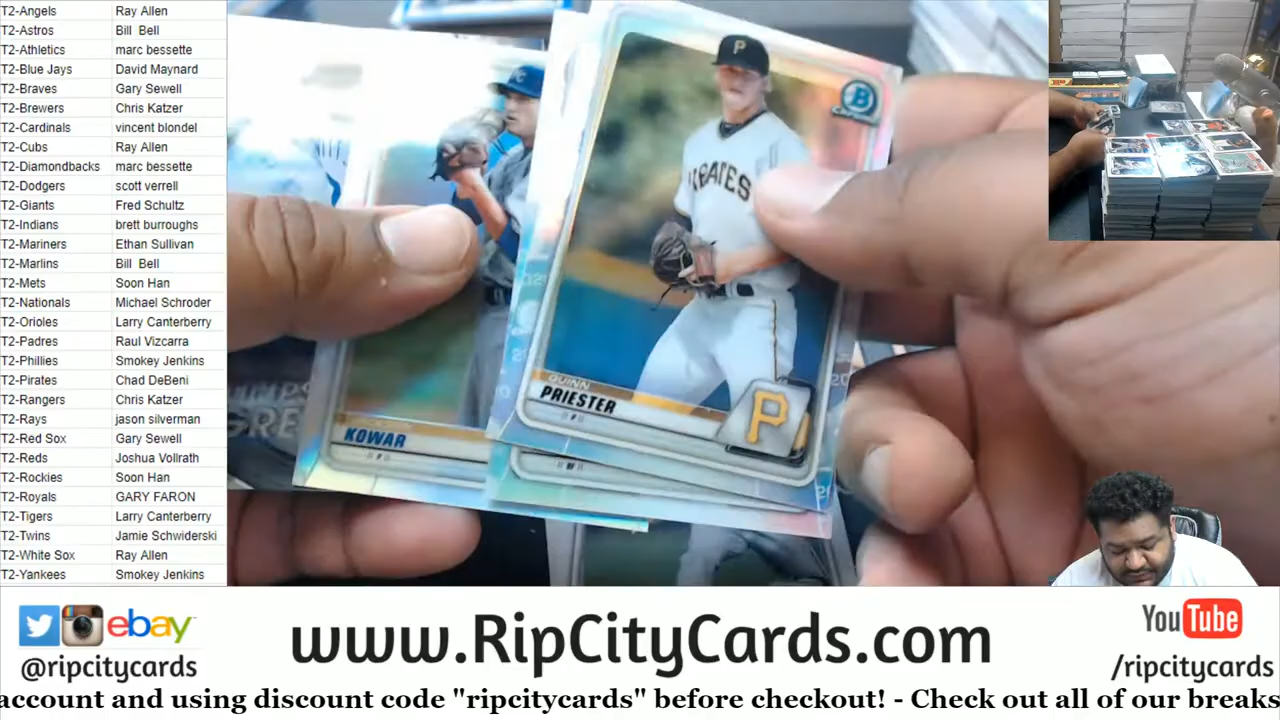 T2-Angels Ray Allen
T2-Astros Bill Bell
T2-Athletics marc bessette
T2-Blue Jays David Maynard
T2-Braves Gary Sewell
T2-Brewers Chris Katzer
T2-Cardinals vincent blondel
T2-Cubs Ray Allen
T2-Diamondbacks marc bessette
T2-Dodgers scott verrell
T2-Giants Fred Schultz
T2-Indians brett burroughs
T2-Mariners Ethan Sullivan
T2-Marlins Bill Bell
T2-Mets Soon Han
T2-Nationals Michael Schroder
T2-Orioles Larry Canterberry
T2-Padres Raul Vizcarra
T2-Phillies Smokey Jenkins
T2-Pirates Chad DeBeni
T2-Rangers Chris Katzer
T2-Rays jason silverman
T2-Red Sox Gary Sewell
T2-Reds Joshua Vollrath
T2-Rockies Soon Han
T2-Royals GARY FARON
T2-Tigers Larry Canterberry
T2-Twins Jamie Schwiderski
T2-White Sox Ray Allen
T2-Yankees Smokey Jenkins
P
B
PIRATES
QUINN
PRIESTER
P
KC
KOWAR
ebay
@ripcitycards
www.RipCityCards.com
YouTube
/ripcitycards
account and using discount code "ripcitycards" before checkout! - Check out all of our breaks